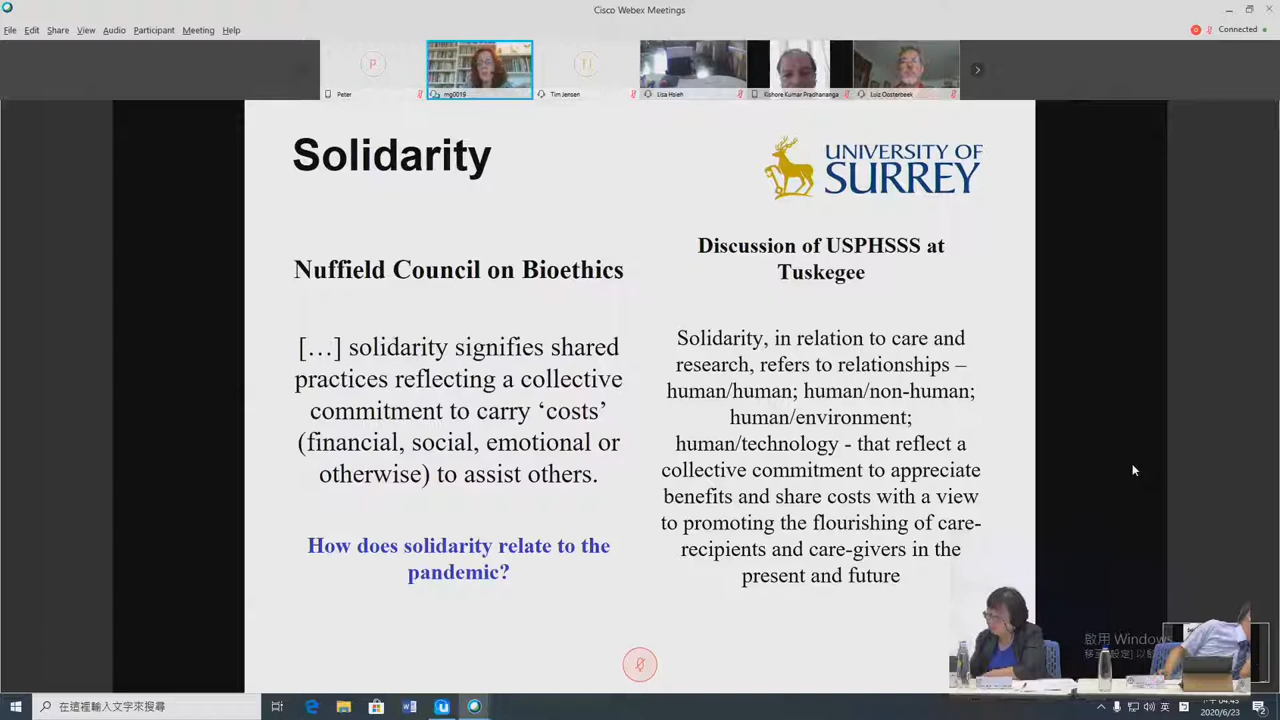 Cisco Webex Meetings
File Edit Share View Audio Participant Meeting Help
Connected
P
TJ
Peter
mg0019
Tim Jensen
Lisa Hsieh
Kishore Kumar Pradhananga
Luiz Oosterbeek
Solidarity
UNIVERSITY OF
SURREY
Nuffield Council on Bioethics
[…] solidarity signifies shared
practices reflecting a collective
commitment to carry ‘costs’
(financial, social, emotional or
otherwise) to assist others.
How does solidarity relate to the
pandemic?
Discussion of USPHSSS at
Tuskegee
Solidarity, in relation to care and
research, refers to relationships –
human/human; human/non-human;
human/environment;
human/technology - that reflect a
collective commitment to appreciate
benefits and share costs with a view
to promoting the flourishing of care-
recipients and care-givers in the
present and future
啟用 Windows
在這裡輸入文字來搜尋
2020/6/23